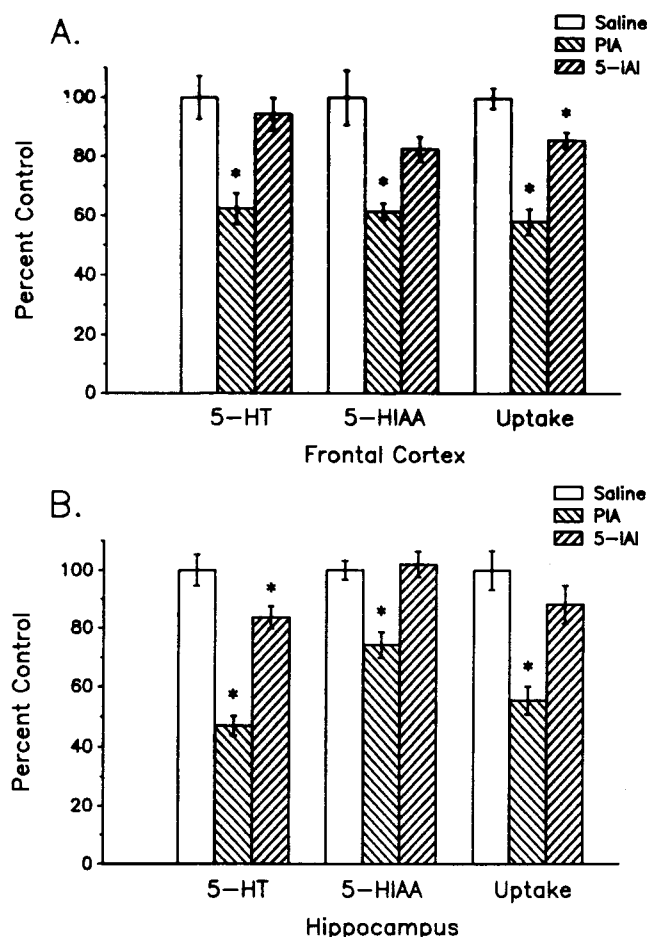 A.
Saline
PIA
5-IAI
Percent Control
100
80
60
40
20
0
* * * *
5-HT 5-HIAA Uptake
Frontal Cortex
B.
Saline
PIA
5-IAI
Percent Control
100
80
60
40
20
0
* * * *
5-HT 5-HIAA Uptake
Hippocampus